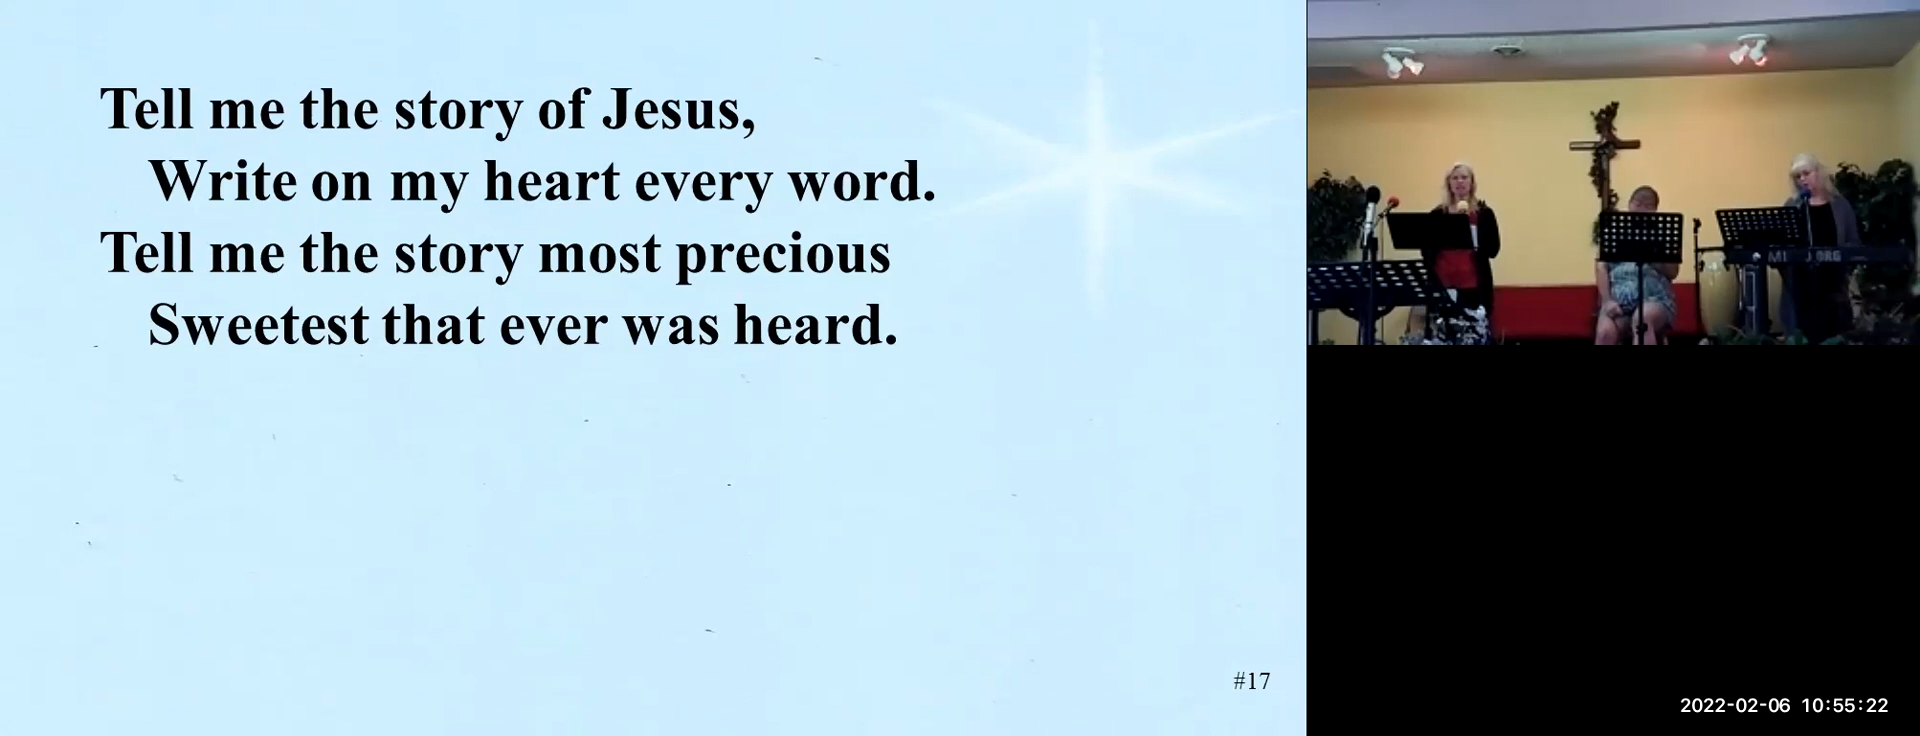 Tell me the story of Jesus,
Write on my heart every word.
Tell me the story most precious
Sweetest that ever was heard.
#17
2022-02-06 10:55:22